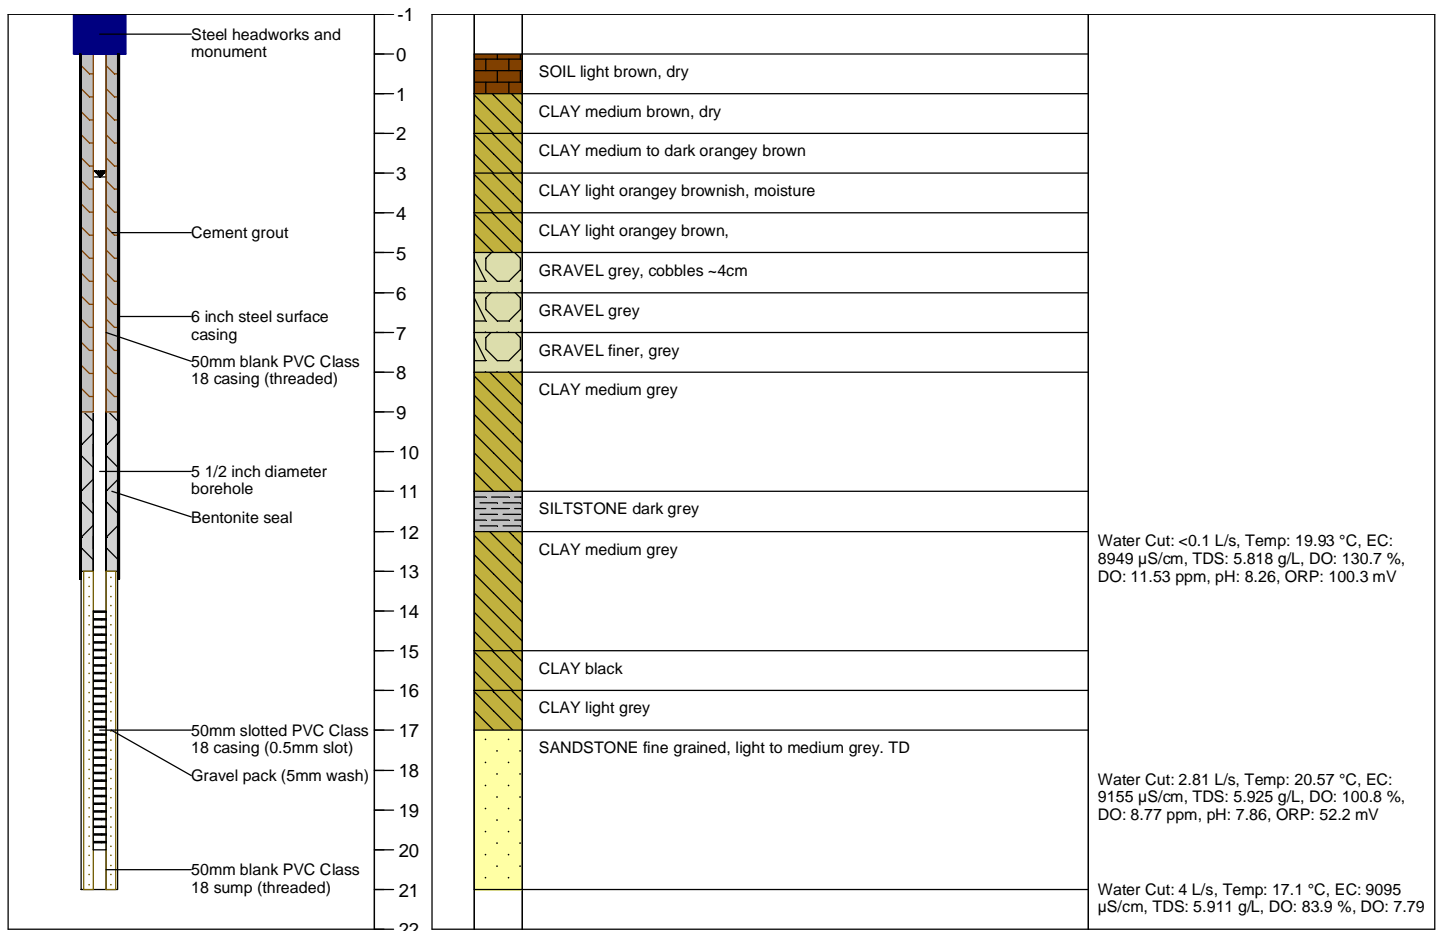 Steel headworks and
monument
Cement grout
6 inch steel surface
casing
50mm blank PVC Class
18 casing (threaded)
5 1/2 inch diameter
borehole
Bentonite seal
50mm slotted PVC Class
18 casing (0.5mm slot)
Gravel pack (5mm wash)
50mm blank PVC Class
18 sump (threaded)
-1
0
1
2
3
4
5
6
7
8
9
10
11
12
13
14
15
16
17
18
19
20
21
22
SOIL light brown, dry
CLAY medium brown, dry
CLAY medium to dark orangey brown
CLAY light orangey brownish, moisture
CLAY light orangey brown,
GRAVEL grey, cobbles ~4cm
GRAVEL grey
GRAVEL finer, grey
CLAY medium grey
SILTSTONE dark grey
CLAY medium grey
CLAY black
CLAY light grey
SANDSTONE fine grained, light to medium grey. TD
Water Cut: <0.1 L/s, Temp: 19.93 °C, EC:
8949 µS/cm, TDS: 5.818 g/L, DO: 130.7 %,
DO: 11.53 ppm, pH: 8.26, ORP: 100.3 mV
Water Cut: 2.81 L/s, Temp: 20.57 °C, EC:
9155 µS/cm, TDS: 5.925 g/L, DO: 100.8 %,
DO: 8.77 ppm, pH: 7.86, ORP: 52.2 mV
Water Cut: 4 L/s, Temp: 17.1 °C, EC: 9095
µS/cm, TDS: 5.911 g/L, DO: 83.9 %, DO: 7.79